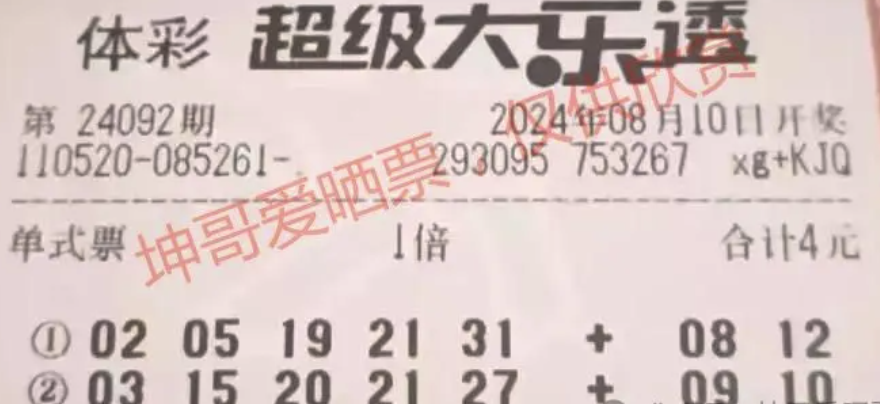 体彩 超级大乐透
第 24092期 2024年08月10日开奖
110520-085261- 293095 753267 xg+KJQ
坤哥爱晒票，仅供欣赏
单式票 1倍 合计4元
① 02 05 19 21 31 + 08 12
② 03 15 20 21 27 + 09 10